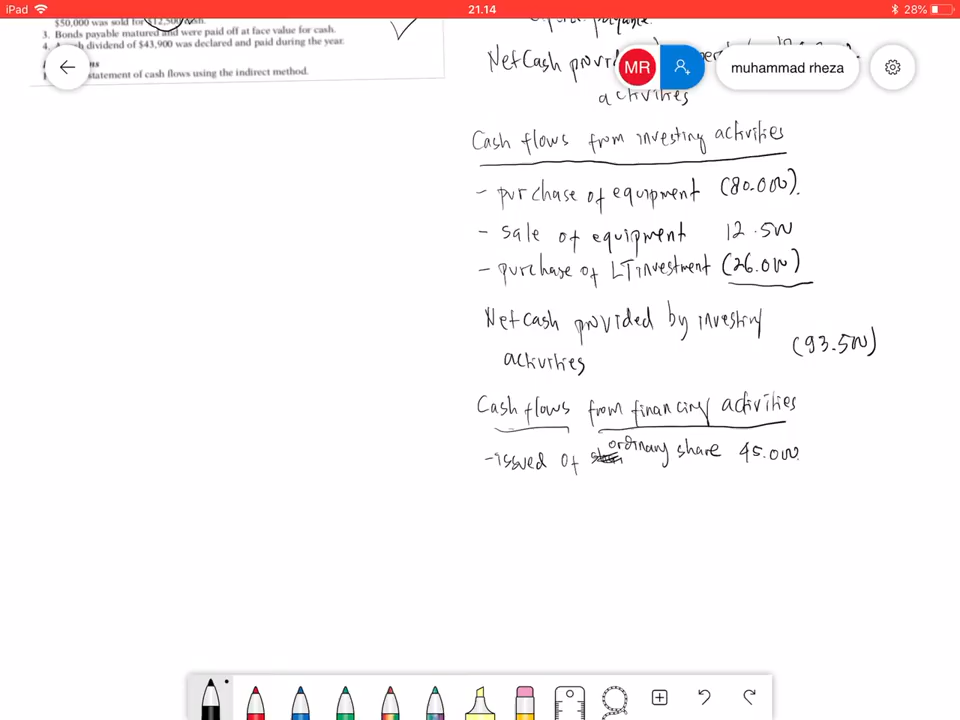 iPad 21.14 28%
$50,000 was sold for $12,500 cash.
3. Bonds payable matured and were paid off at face value for cash.
4. dividend of $43,900 was declared and paid during the year.
statement of cash flows using the indirect method.
MR muhammad rheza
payable.
Net Cash
activities
Cash flows from investing activities
- purchase of equipment (80.000).
- sale of equipment 12.500
- purchase of LT investment (26.000)
Net Cash provided by investing
activities (93.500)
Cash flows from financing activities
- issued of ordinary share 45.000